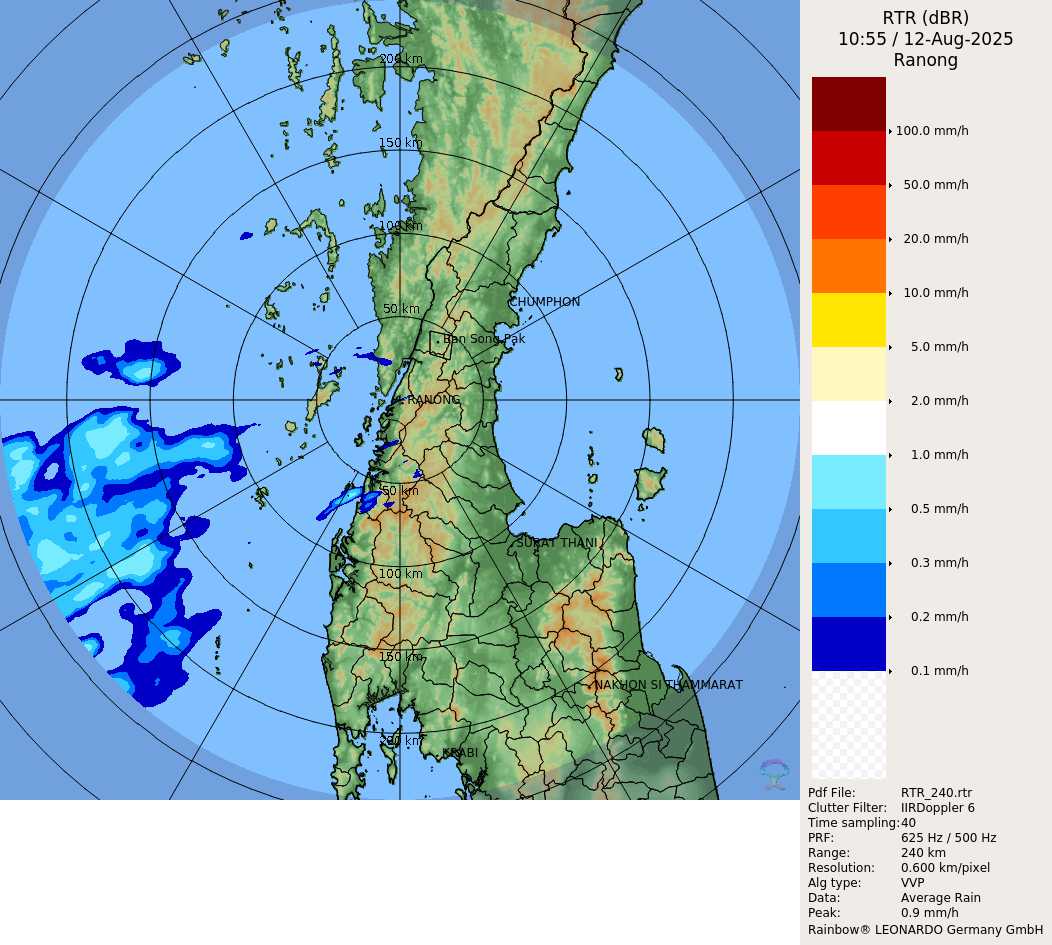 RTR (dBR)
10:55 / 12-Aug-2025
Ranong
200 km
150 km
100 km
50 km
CHUMPHON
Ban Song Pak
RANONG
50 km
SURAT THANI
100 km
150 km
NAKHON SI THAMMARAT
200 km
KRABI
100.0 mm/h
50.0 mm/h
20.0 mm/h
10.0 mm/h
5.0 mm/h
2.0 mm/h
1.0 mm/h
0.5 mm/h
0.3 mm/h
0.2 mm/h
0.1 mm/h
Pdf File: RTR_240.rtr
Clutter Filter: IIRDoppler 6
Time sampling: 40
PRF: 625 Hz / 500 Hz
Range: 240 km
Resolution: 0.600 km/pixel
Alg type: VVP
Data: Average Rain
Peak: 0.9 mm/h
Rainbow® LEONARDO Germany GmbH